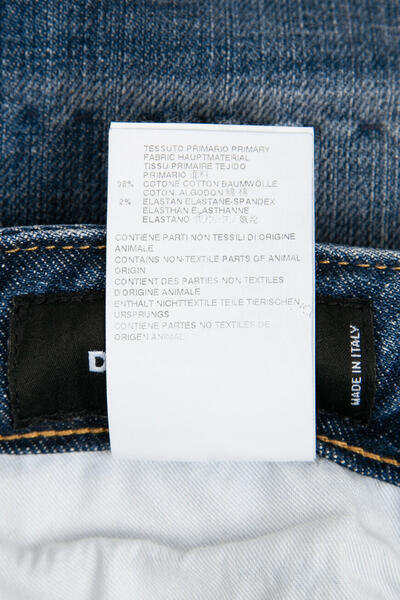 TESSUTO PRIMARIO PRIMARY
FABRIC HAUPTMATERIAL
TISSU PRIMAIRE TEJIDO
PRIMARIO 面料
98% COTONE COTTON BAUMWOLLE
COTON. ALGODON 棉 棉
2% ELASTAN ELASTANE-SPANDEX
ELASTHAN ELASTHANNE
ELASTANO
CONTIENE PARTI NON TESSILI DI ORIGINE
ANIMALE
CONTAINS NON-TEXTILE PARTS OF ANIMAL
ORIGIN
CONTIENT DES PARTIES NON TEXTILES
D'ORIGINE ANIMALE
ENTHÄLT NICHTTEXTILE TEILE TIERISCHEN
URSPRUNGS
CONTIENE PARTES NO TEXTILES DE
ORIGEN ANIMAL
D
MADE IN ITALY